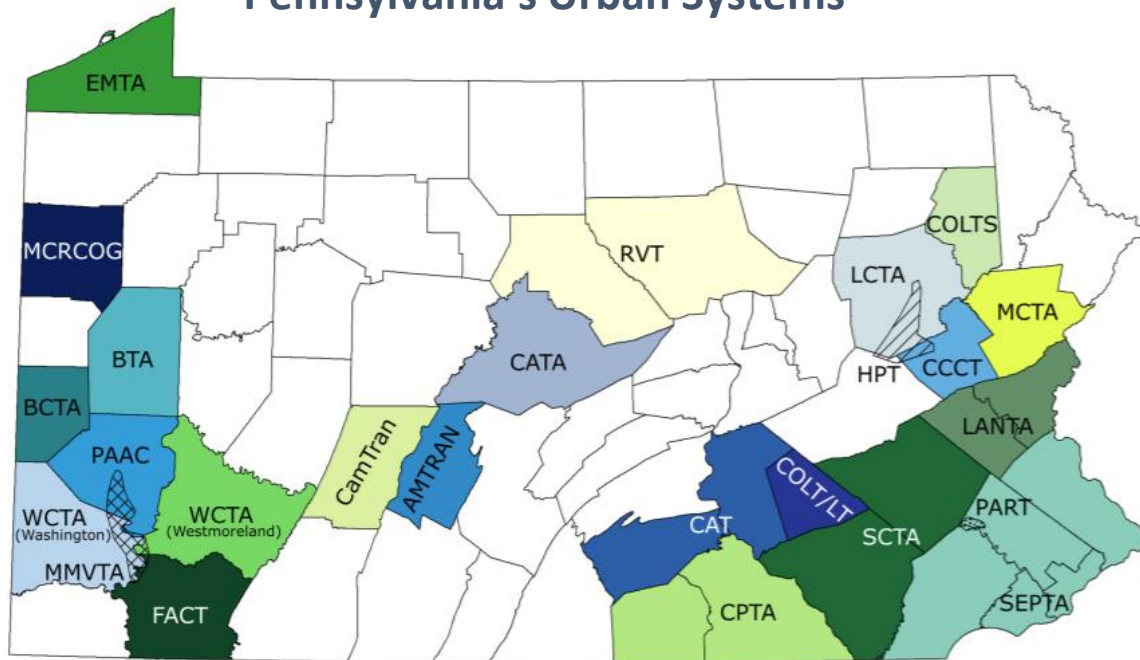 Pennsylvania's Urban Systems
EMTA
MCRCOG
COLTS
RVT
LCTA
MCTA
BTA
CATA
HPT
CCCT
BCTA
LANTA
PAAC
CamTran
AMTRAN
COLT/LT
WCTA
(Washington)
WCTA
(Westmoreland)
CAT
SCTA
PART
MMVTA
FACT
CPTA
SEPTA